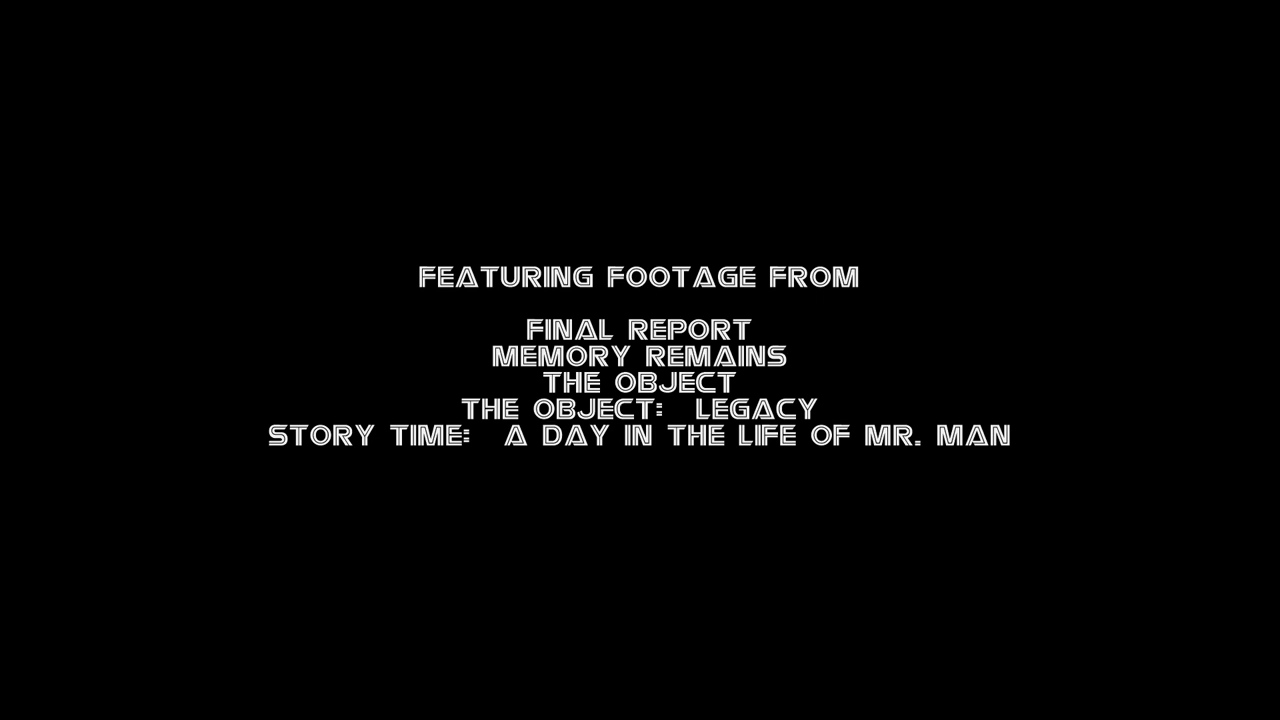 FEATURING FOOTAGE FROM
FINAL REPORT
MEMORY REMAINS
THE OBJECT
THE OBJECT: LEGACY
STORY TIME: A DAY IN THE LIFE OF MR. MAN